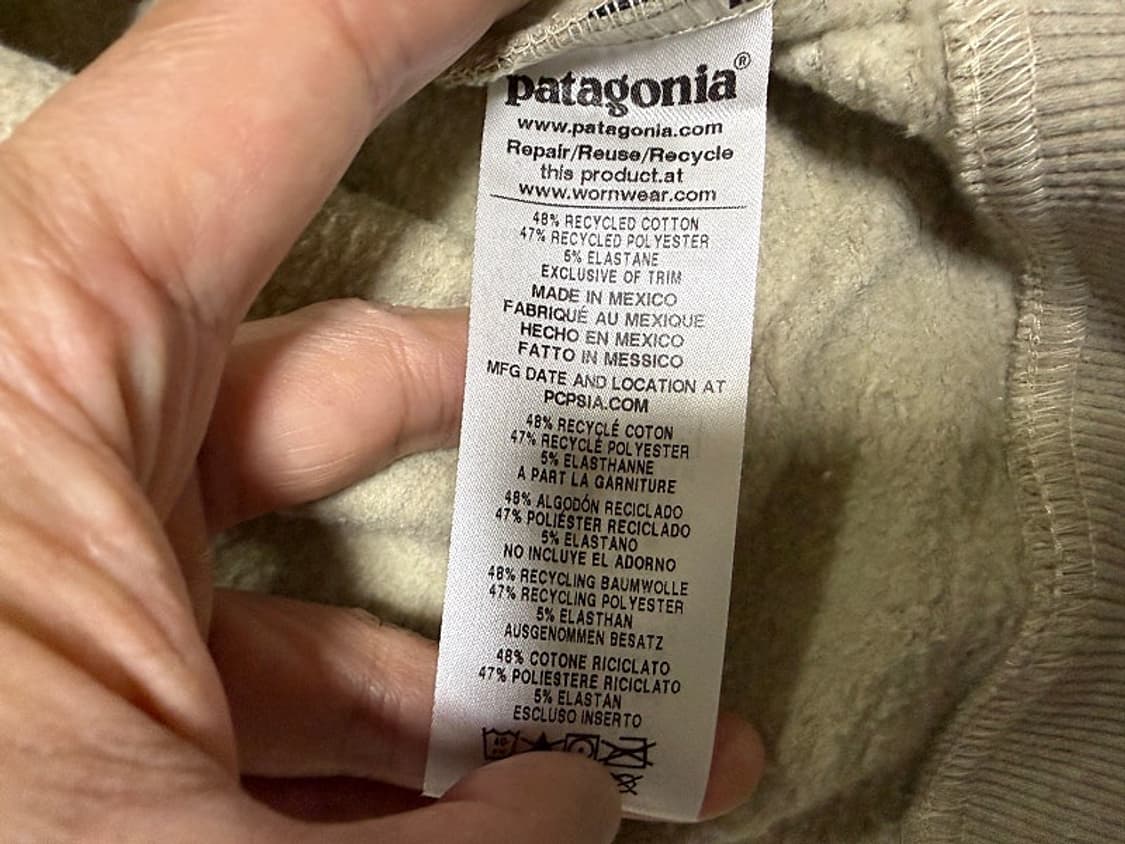 patagonia®
www.patagonia.com
Repair/Reuse/Recycle
this product.at
www.wornwear.com
48% RECYCLED COTTON
47% RECYCLED POLYESTER
5% ELASTANE
EXCLUSIVE OF TRIM
MADE IN MEXICO
FABRIQUÉ AU MEXIQUE
HECHO EN MEXICO
FATTO IN MESSICO
MFG DATE AND LOCATION AT
PCPSIA.COM
48% RECYCLÉ COTON
47% RECYCLÉ POLYESTER
5% ELASTHANNE
A PART LA GARNITURE
48% ALGODÓN RECICLADO
47% POLIÉSTER RECICLADO
5% ELASTANO
NO INCLUYE EL ADORNO
48% RECYCLING BAUMWOLLE
47% RECYCLING POLYESTER
5% ELASTHAN
AUSGENOMMEN BESATZ
48% COTONE RICICLATO
47% POLIESTERE RICICLATO
5% ELASTAN
ESCLUSO INSERTO